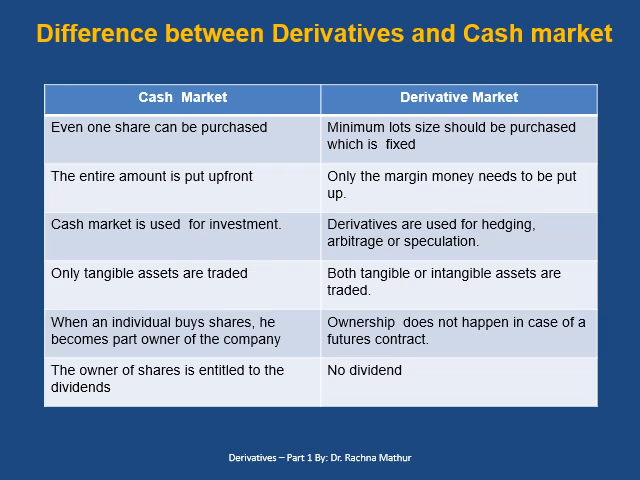 Difference between Derivatives and Cash market
Cash Market
Derivative Market
Even one share can be purchased
Minimum lots size should be purchased
which is fixed
The entire amount is put upfront
Only the margin money needs to be put
up.
Cash market is used for investment.
Derivatives are used for hedging,
arbitrage or speculation.
Only tangible assets are traded
Both tangible or intangible assets are
traded.
When an individual buys shares, he
becomes part owner of the company
Ownership does not happen in case of a
futures contract.
The owner of shares is entitled to the
dividends
No dividend
Derivatives – Part 1 By: Dr. Rachna Mathur